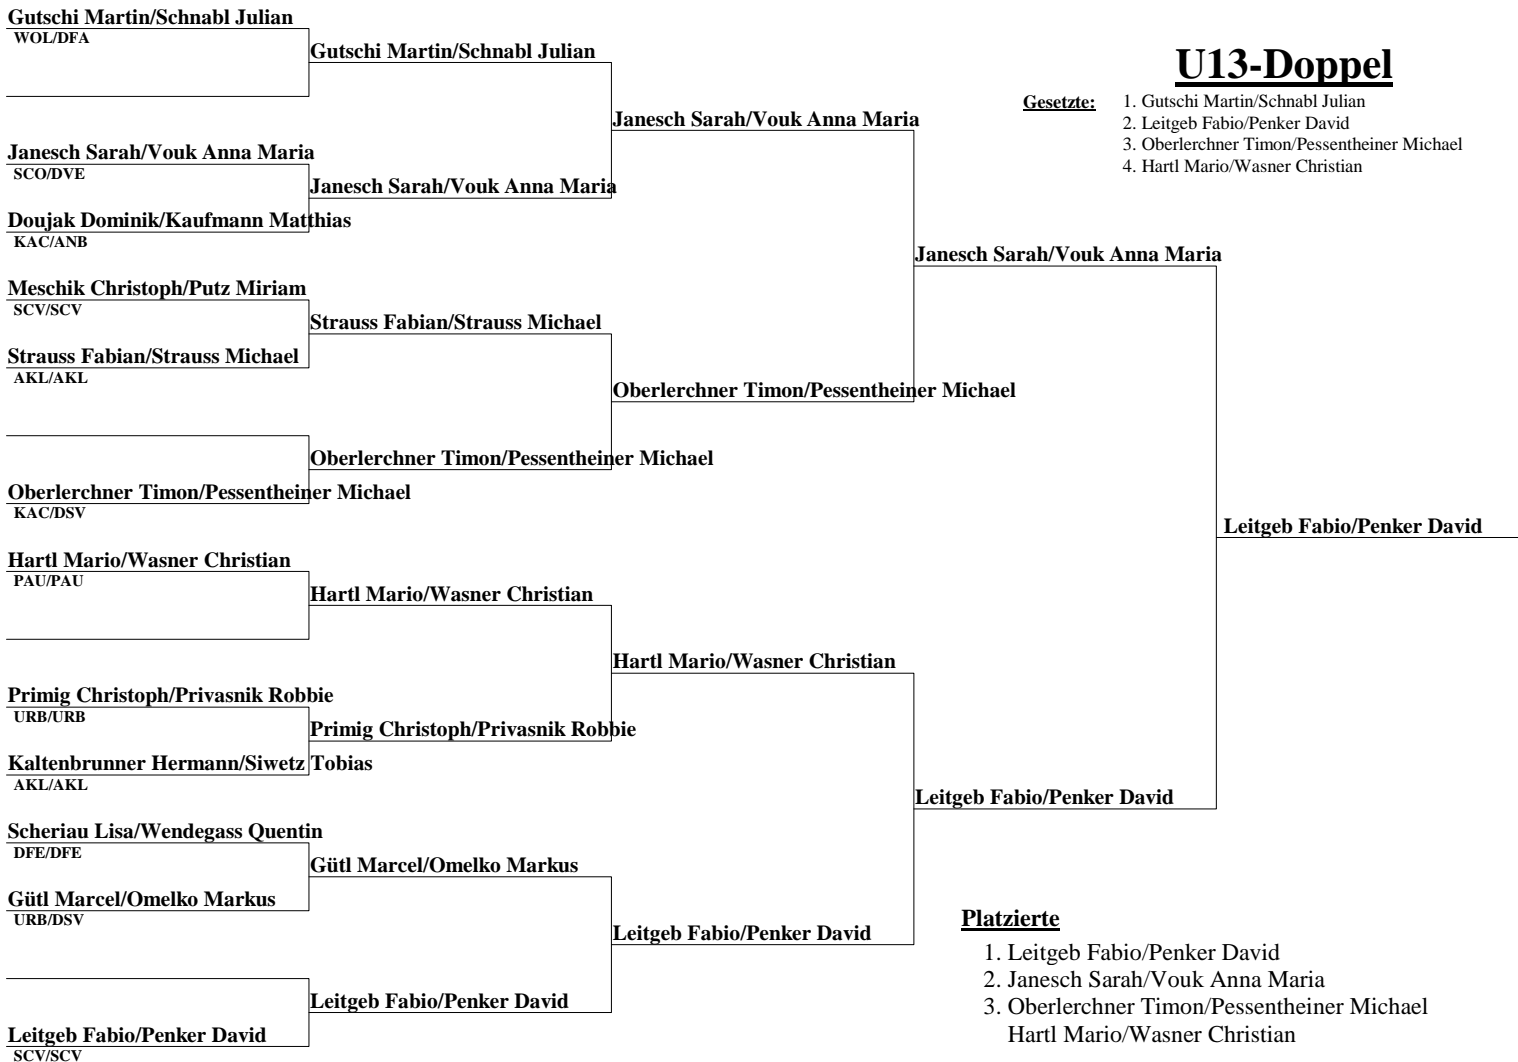 Gutschi Martin/Schnabl Julian
WOL/DFA
Gutschi Martin/Schnabl Julian
U13-Doppel
Gesetzte: 1. Gutschi Martin/Schnabl Julian
2. Leitgeb Fabio/Penker David
3. Oberlerchner Timon/Pessentheiner Michael
4. Hartl Mario/Wasner Christian
Janesch Sarah/Vouk Anna Maria
Janesch Sarah/Vouk Anna Maria
SCO/DVE
Janesch Sarah/Vouk Anna Maria
Doujak Dominik/Kaufmann Matthias
KAC/ANB
Janesch Sarah/Vouk Anna Maria
Meschik Christoph/Putz Miriam
SCV/SCV
Strauss Fabian/Strauss Michael
Strauss Fabian/Strauss Michael
AKL/AKL
Oberlerchner Timon/Pessentheiner Michael
Oberlerchner Timon/Pessentheiner Michael
Oberlerchner Timon/Pessentheiner Michael
KAC/DSV
Leitgeb Fabio/Penker David
Hartl Mario/Wasner Christian
PAU/PAU
Hartl Mario/Wasner Christian
Hartl Mario/Wasner Christian
Primig Christoph/Privasnik Robbie
URB/URB
Primig Christoph/Privasnik Robbie
Kaltenbrunner Hermann/Siwetz Tobias
AKL/AKL
Leitgeb Fabio/Penker David
Scheriau Lisa/Wendegass Quentin
DFE/DFE
Gütl Marcel/Omelko Markus
Gütl Marcel/Omelko Markus
URB/DSV
Leitgeb Fabio/Penker David
Leitgeb Fabio/Penker David
Leitgeb Fabio/Penker David
SCV/SCV
Platzierte
1. Leitgeb Fabio/Penker David
2. Janesch Sarah/Vouk Anna Maria
3. Oberlerchner Timon/Pessentheiner Michael
Hartl Mario/Wasner Christian